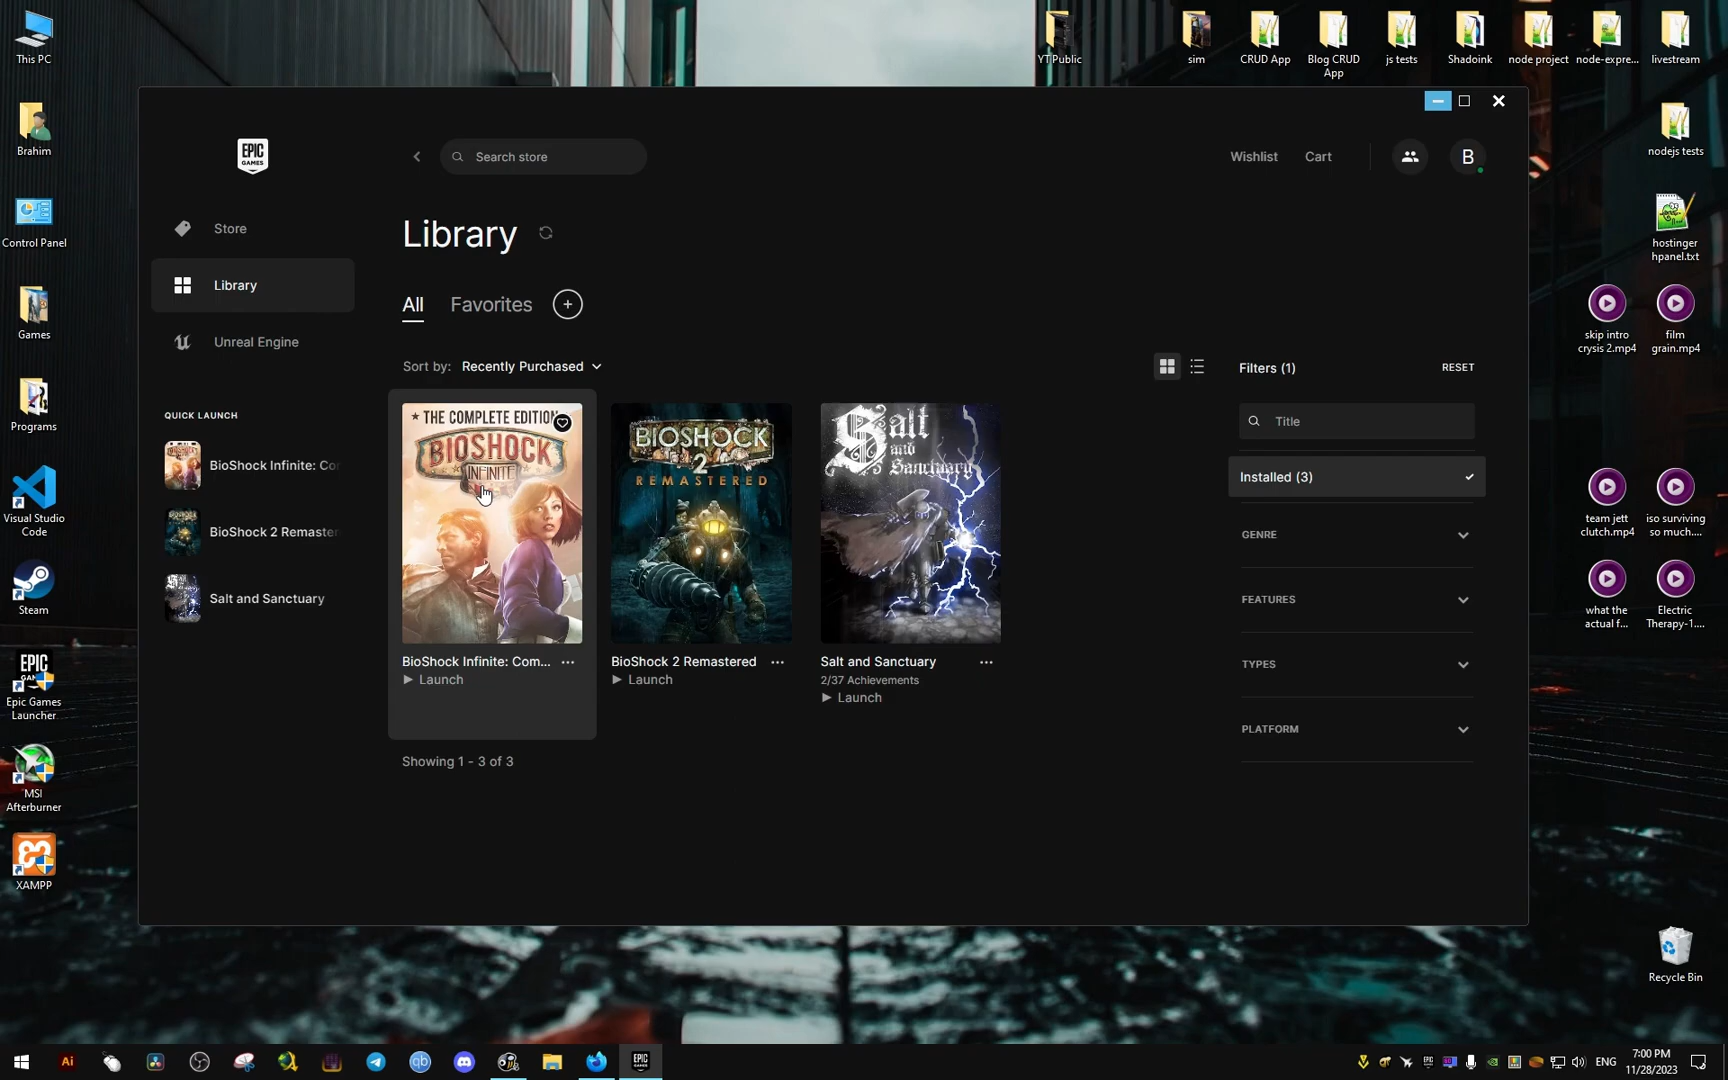 This PC
YT Public
sim
CRUD App
Blog CRUD
App
js tests
Shadoink
node project
node-expre...
livestream
Brahim
nodejs tests
EPIC
GAMES
Search store
Wishlist
Cart
B
Store
Library
Control Panel
hostinger
hpanel.txt
Library
All
Favorites
Unreal Engine
Games
skip intro
crysis 2.mp4
film
grain.mp4
Sort by: Recently Purchased
Filters (1)
RESET
QUICK LAUNCH
Title
Programs
BioShock Infinite: Cor
THE COMPLETE EDITION
BIOSHOCK
INFINITE
BIOSHOCK
2
REMASTERED
Salt
and
Sanctuary
Installed (3)
Visual Studio
Code
team jett
clutch.mp4
iso surviving
so much....
BioShock 2 Remaster
GENRE
Salt and Sanctuary
FEATURES
Steam
what the
actual f...
Electric
Therapy-1....
BioShock Infinite: Com...
Launch
BioShock 2 Remastered
Launch
Salt and Sanctuary
2/37 Achievements
Launch
TYPES
EPIC
Epic Games
Launcher
PLATFORM
Showing 1 - 3 of 3
MSI
Afterburner
XAMPP
Recycle Bin
Ai
qb
EPIC
GAMES
ENG
7:00 PM
11/28/2023